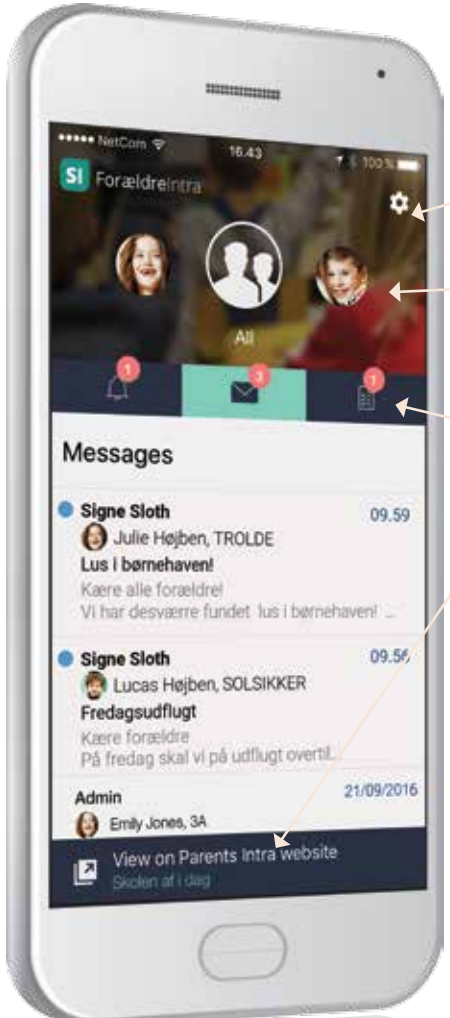 NetCom 16.43 100 %
SI ForældreIntra
All
1 3 1
Messages
Signe Sloth 09.59
Julie Højben, TROLDE
Lus i børnehaven!
Kære alle forældre!
Vi har desværre fundet lus i børnehaven! ...
Signe Sloth 09.56
Lucas Højben, SOLSIKKER
Fredagsudflugt
Kære forældre
På fredag skal vi på udflugt overtil...
Admin 21/09/2016
Emily Jones, 3A
View on Parents Intra website
Skolen af i dag